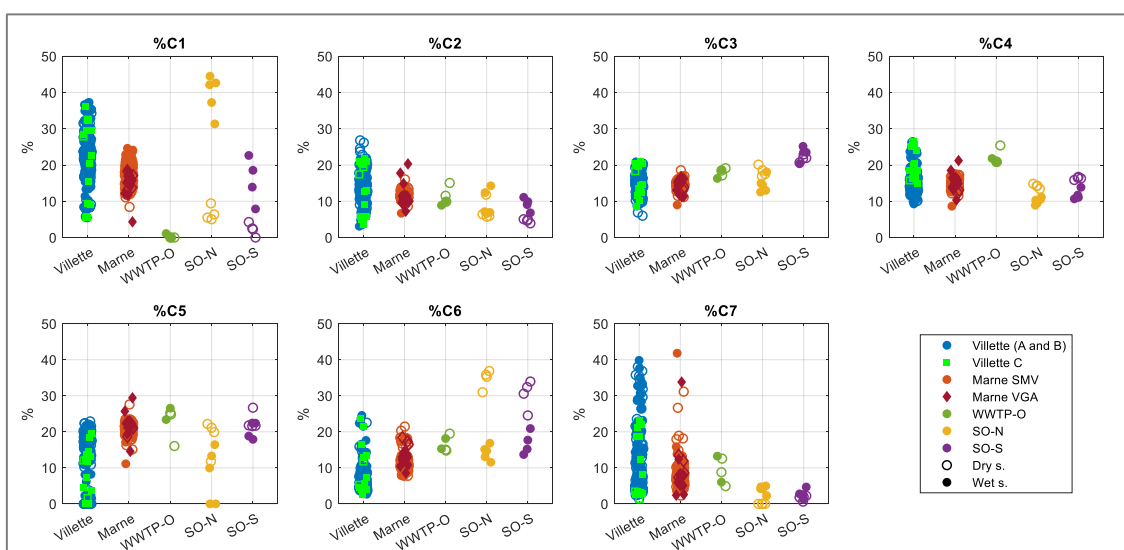 %C1
50
40
30
20
10
0
%
Villette
Marne
WWTP-O
SO-N
SO-S
%C2
50
40
30
20
10
0
%
Villette
Marne
WWTP-O
SO-N
SO-S
%C3
50
40
30
20
10
0
%
Villette
Marne
WWTP-O
SO-N
SO-S
%C4
50
40
30
20
10
0
%
Villette
Marne
WWTP-O
SO-N
SO-S
%C5
50
40
30
20
10
0
%
Villette
Marne
WWTP-O
SO-N
SO-S
%C6
50
40
30
20
10
0
%
Villette
Marne
WWTP-O
SO-N
SO-S
%C7
50
40
30
20
10
0
%
Villette
Marne
WWTP-O
SO-N
SO-S
Villette (A and B)
Villette C
Marne SMV
Marne VGA
WWTP-O
SO-N
SO-S
Dry s.
Wet s.